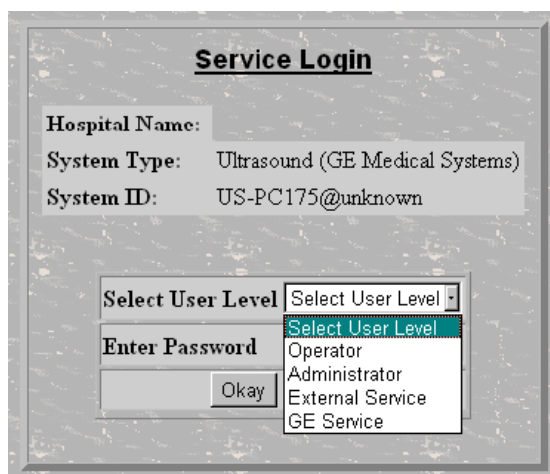 Service Login
Hospital Name:
System Type: Ultrasound (GE Medical Systems)
System ID: US-PC175@unknown
Select User Level Select User Level
Select User Level
Enter Password
Operator
Administrator
Okay
External Service
GE Service